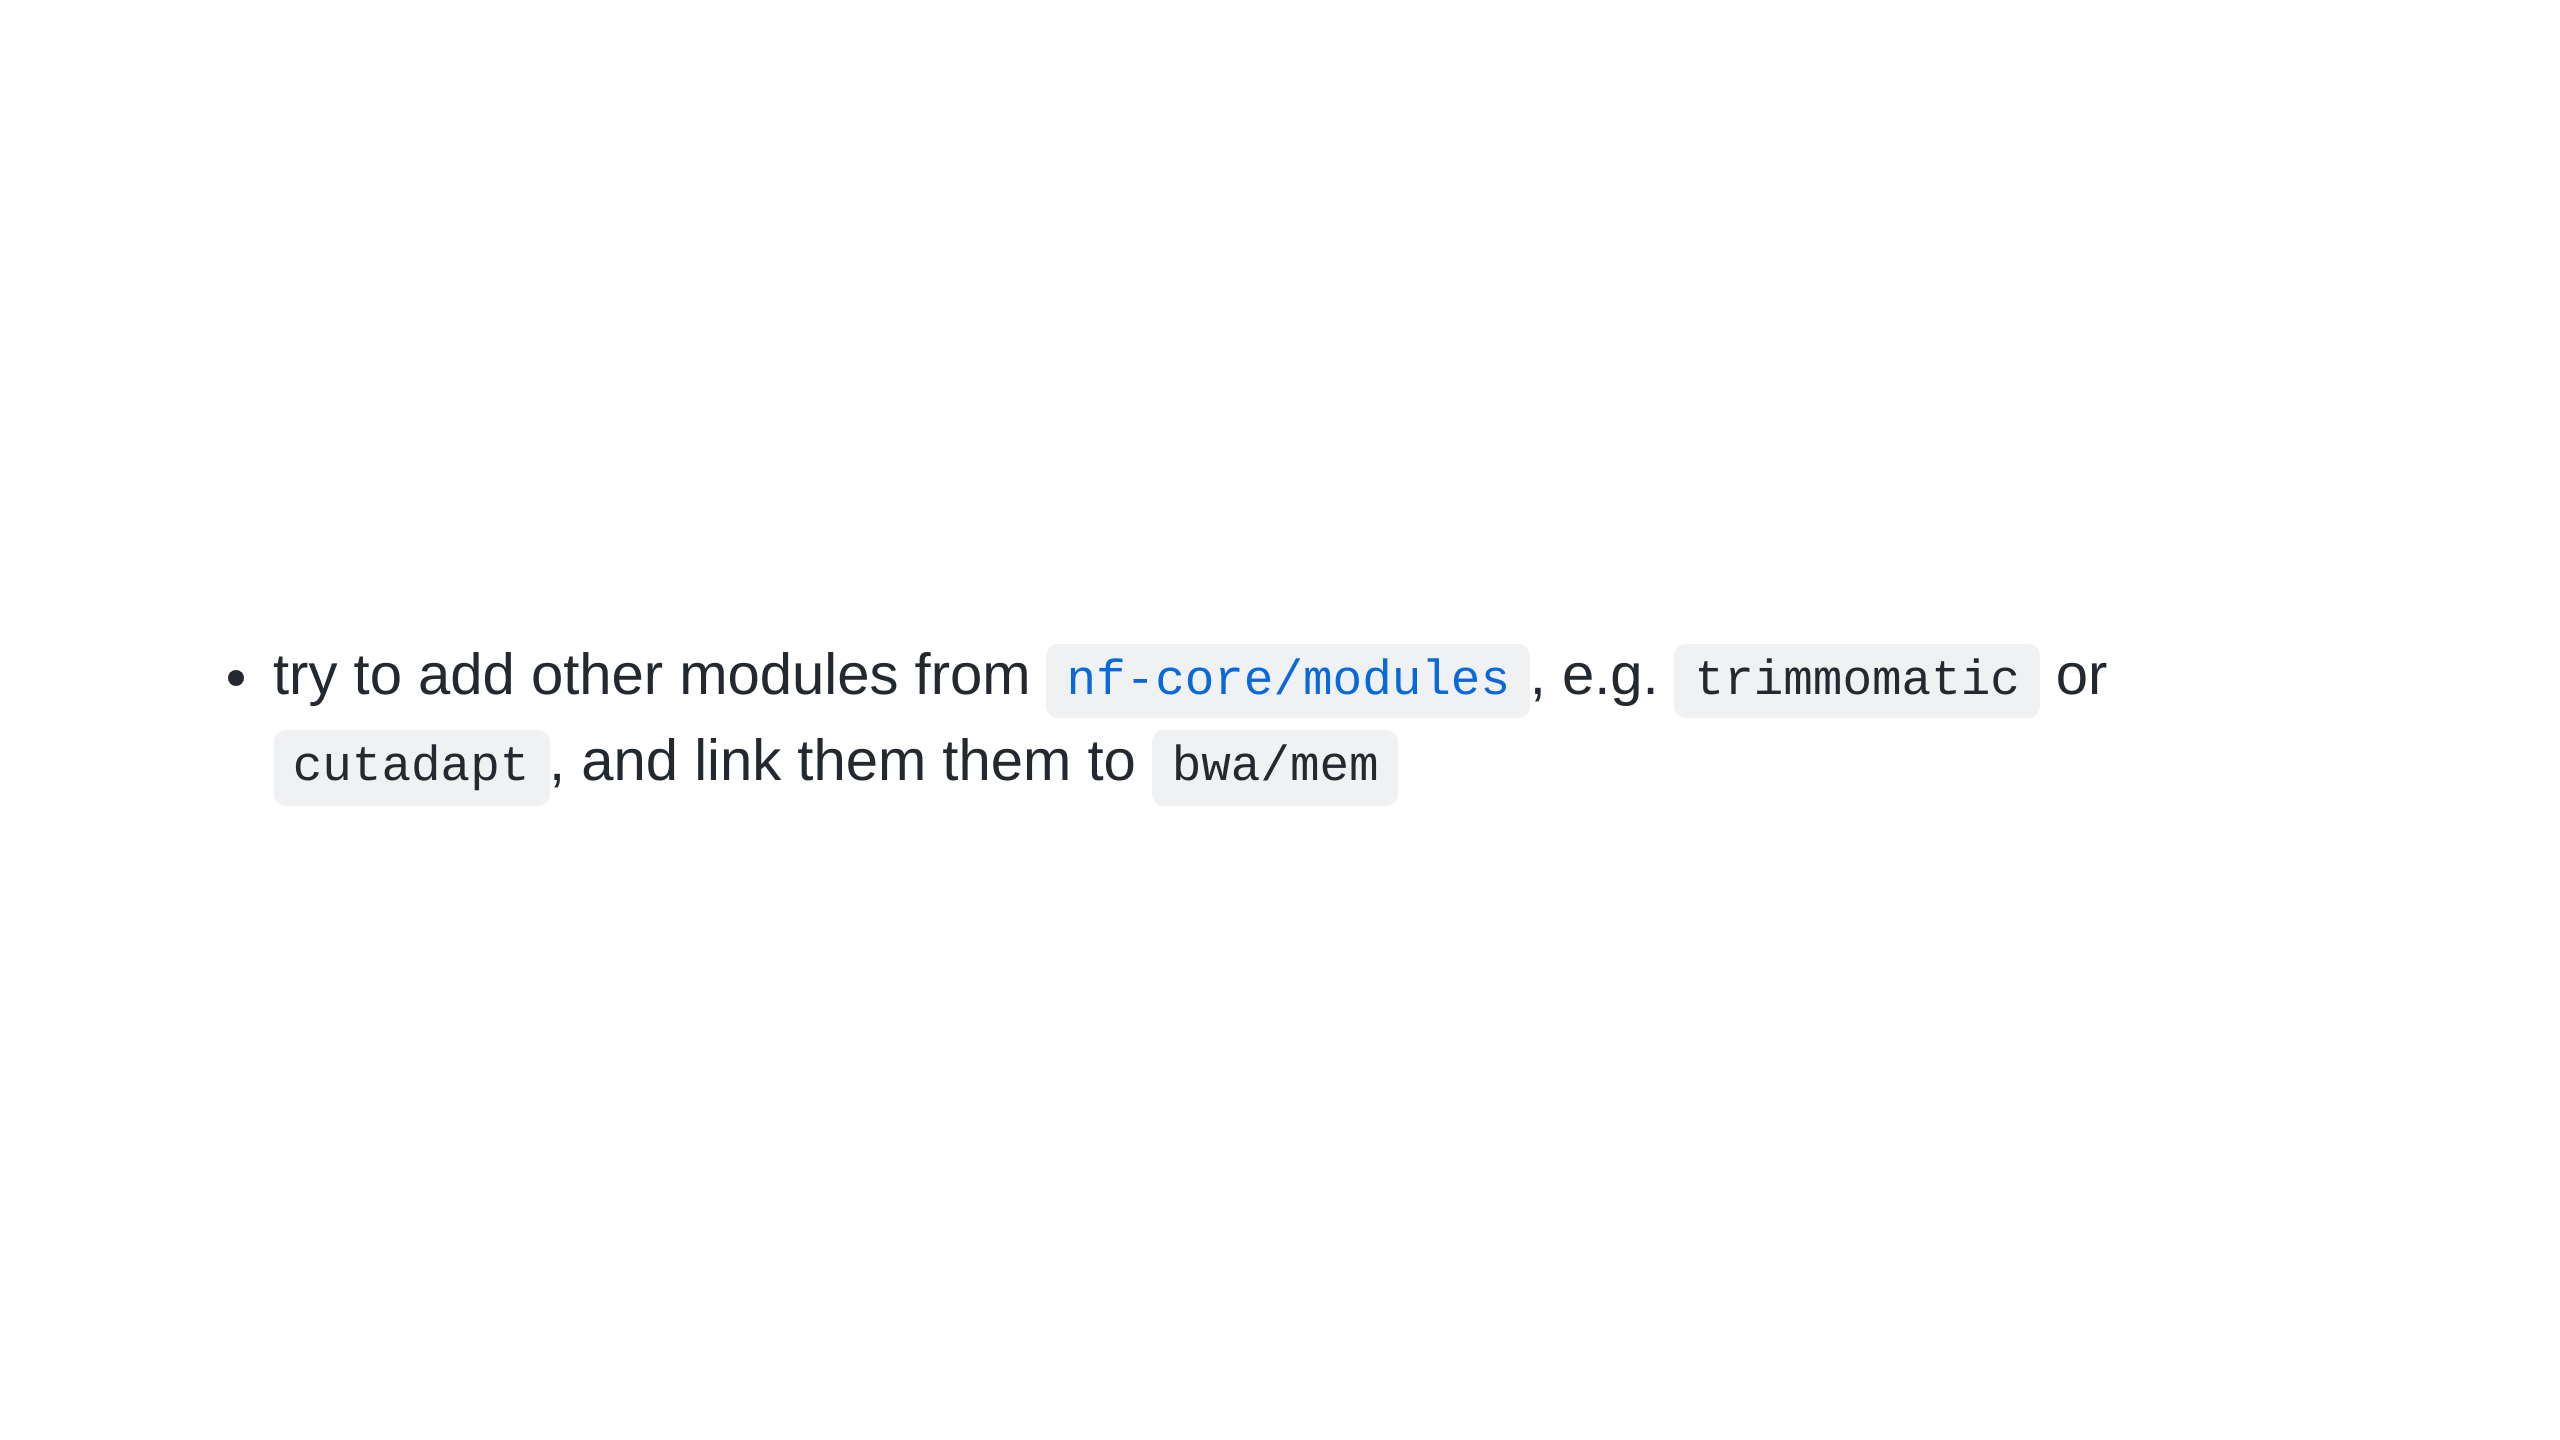 • try to add other modules from nf-core/modules, e.g. trimmomatic or
cutadapt, and link them them to bwa/mem